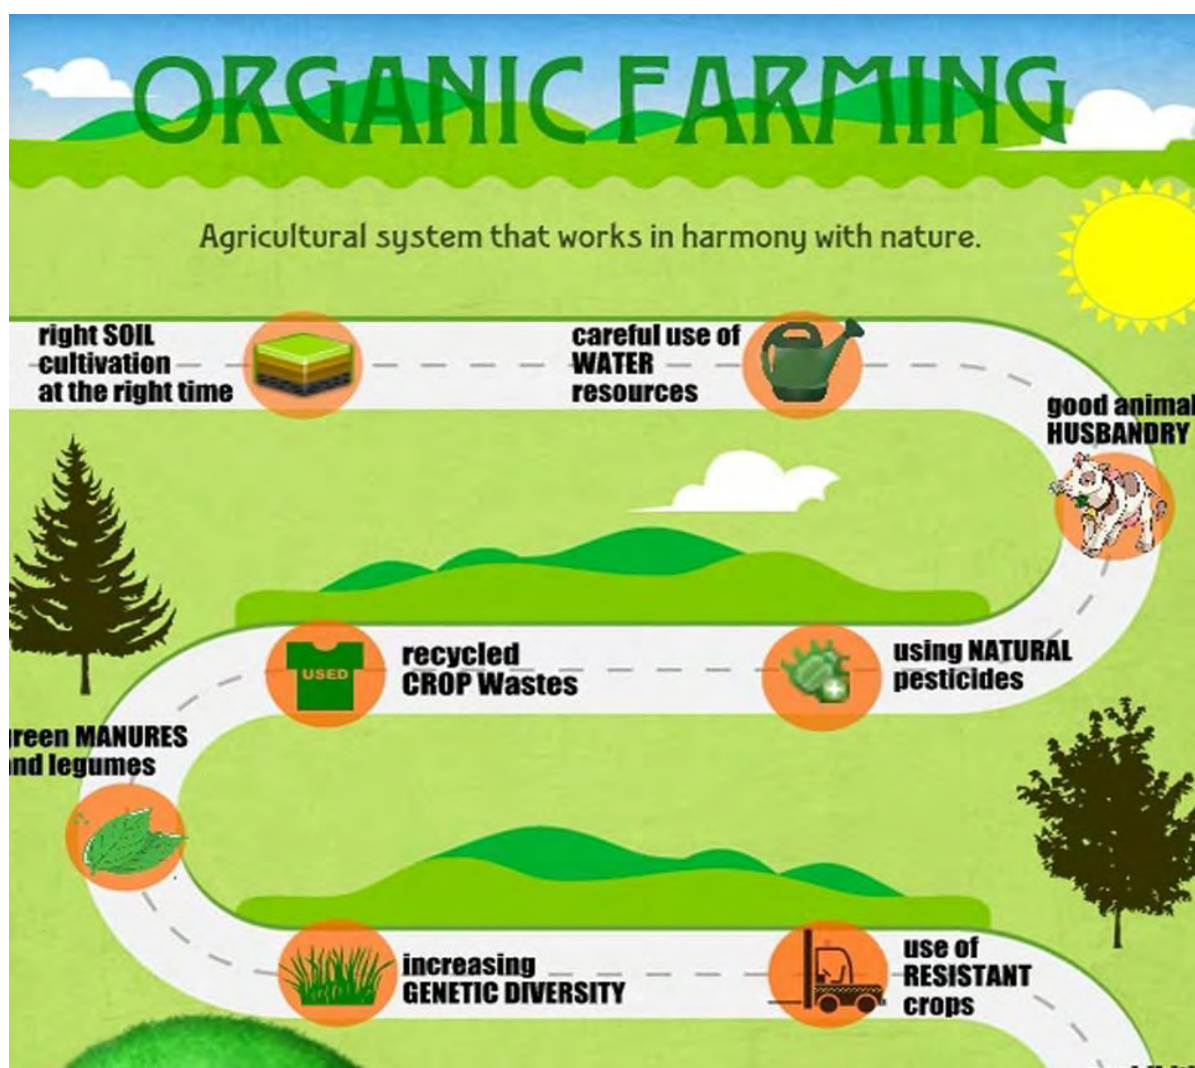 ORGANIC FARMING
Agricultural system that works in harmony with nature.
right SOIL
cultivation
at the right time
careful use of
WATER
resources
good animal
HUSBANDRY
using NATURAL
pesticides
USED
recycled
CROP Wastes
reen MANURES
nd legumes
increasing
GENETIC DIVERSITY
use of
RESISTANT
crops